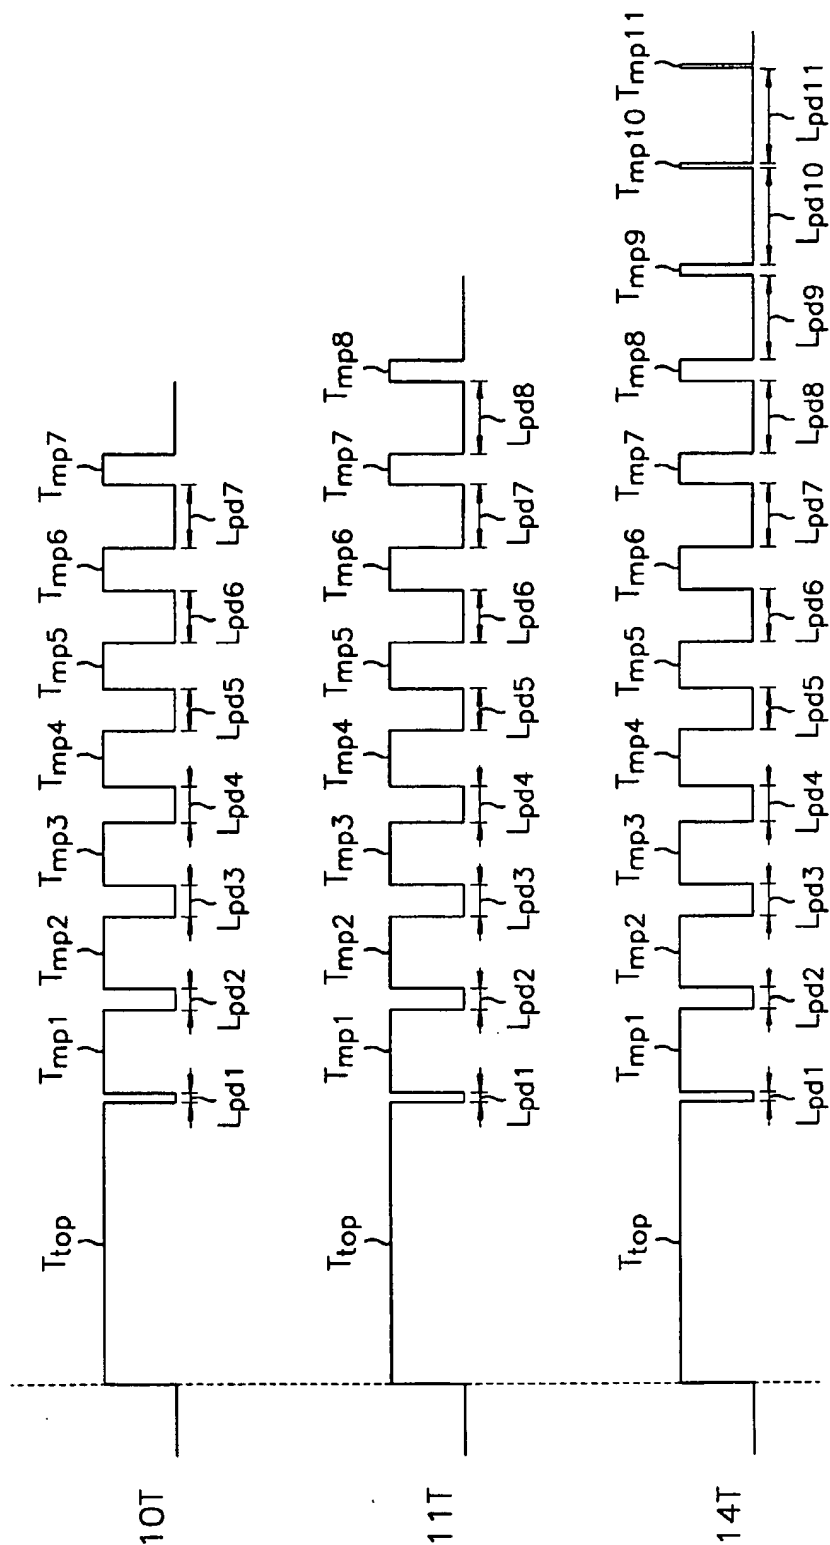 10T
Ttop Tmp1 Tmp2 Tmp3 Tmp4 Tmp5 Tmp6 Tmp7
Lpd1 Lpd2 Lpd3 Lpd4 Lpd5 Lpd6 Lpd7
11T
Ttop Tmp1 Tmp2 Tmp3 Tmp4 Tmp5 Tmp6 Tmp7 Tmp8
Lpd1 Lpd2 Lpd3 Lpd4 Lpd5 Lpd6 Lpd7 Lpd8
14T
Ttop Tmp1 Tmp2 Tmp3 Tmp4 Tmp5 Tmp6 Tmp7 Tmp8 Tmp9 Tmp10 Tmp11
Lpd1 Lpd2 Lpd3 Lpd4 Lpd5 Lpd6 Lpd7 Lpd8 Lpd9 Lpd10 Lpd11